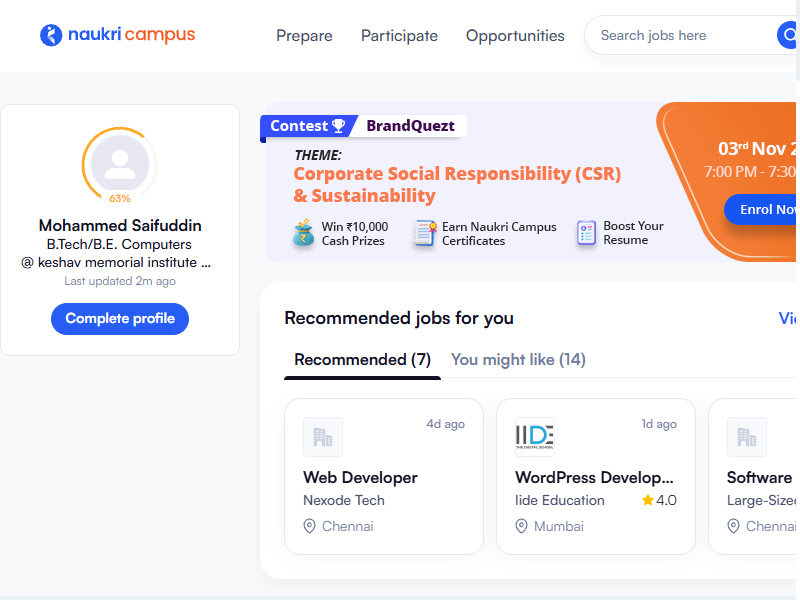 naukri campus
Prepare
Participate
Opportunities
Search jobs here
63%
Mohammed Saifuddin
B.Tech/B.E. Computers
@ keshav memorial institute ...
Last updated 2m ago
Complete profile
Contest
BrandQuezt
THEME:
Corporate Social Responsibility (CSR)
& Sustainability
Win ₹10,000
Cash Prizes
Earn Naukri Campus
Certificates
Boost Your
Resume
03rd Nov 2
7:00 PM - 7:30
Enrol Now
Recommended jobs for you
Vie
Recommended (7)
You might like (14)
4d ago
Web Developer
Nexode Tech
Chennai
IIDE
THE DIGITAL SCHOOL
1d ago
WordPress Develop...
Iide Education
4.0
Mumbai
Software
Large-Sized
Chennai